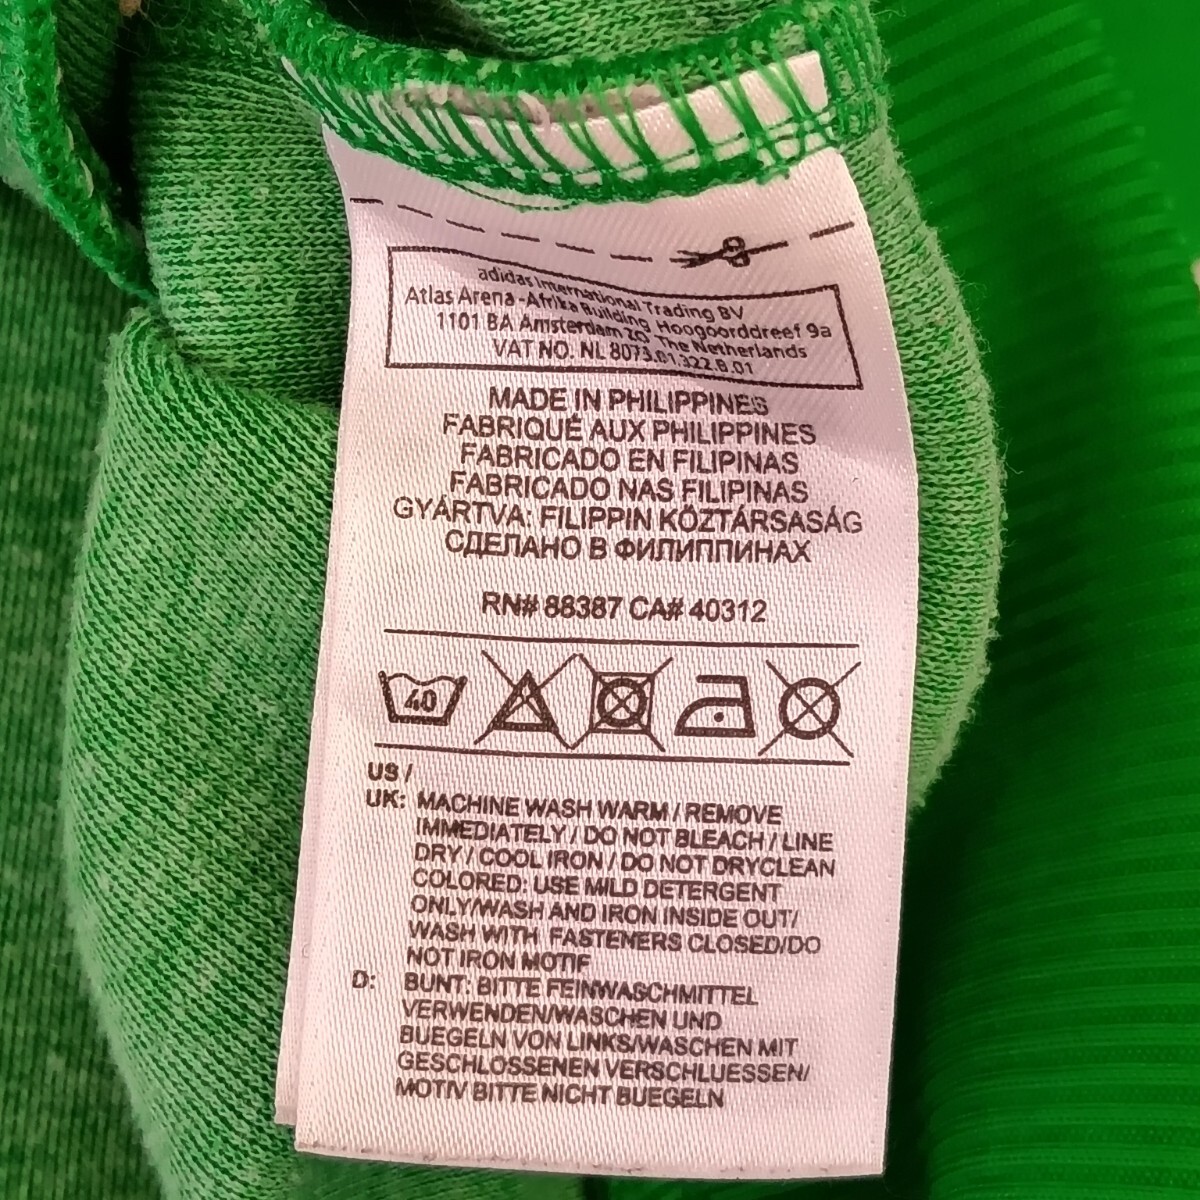 adidas International Trading BV
Atlas Arena-Afrika Building Hoogoorddreef 9a
1101 BA Amsterdam ZO The Netherlands
VAT NO. NL 8073.01.322.B.01
MADE IN PHILIPPINES
FABRIQUÉ AUX PHILIPPINES
FABRICADO EN FILIPINAS
FABRICADO NAS FILIPINAS
GYÁRTVA: FILIPPIN KÖZTÁRSASÁG
СДЕЛАНО В ФИЛИППИНАХ
RN# 88387 CA# 40312
40
US /
UK: MACHINE WASH WARM / REMOVE
IMMEDIATELY / DO NOT BLEACH / LINE
DRY / COOL IRON / DO NOT DRYCLEAN
COLORED: USE MILD DETERGENT
ONLY/WASH AND IRON INSIDE OUT/
WASH WITH FASTENERS CLOSED/DO
NOT IRON MOTIF
D: BUNT: BITTE FEINWASCHMITTEL
VERWENDEN/WASCHEN UND
BUEGELN VON LINKS/WASCHEN MIT
GESCHLOSSENEN VERSCHLUESSEN/
MOTIV BITTE NICHT BUEGELN